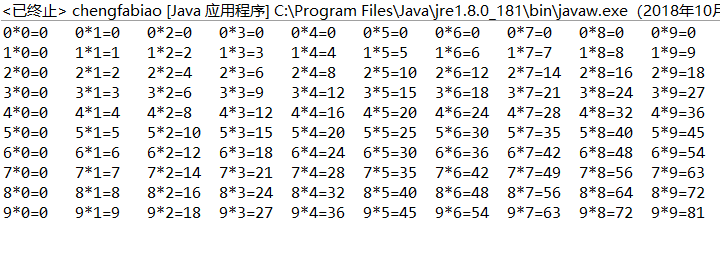 <已终止> chengfabiao [Java 应用程序] C:\Program Files\Java\jre1.8.0_181\bin\javaw.exe（2018年10月
0*0=0 0*1=0 0*2=0 0*3=0 0*4=0 0*5=0 0*6=0 0*7=0 0*8=0 0*9=0
1*0=0 1*1=1 1*2=2 1*3=3 1*4=4 1*5=5 1*6=6 1*7=7 1*8=8 1*9=9
2*0=0 2*1=2 2*2=4 2*3=6 2*4=8 2*5=10 2*6=12 2*7=14 2*8=16 2*9=18
3*0=0 3*1=3 3*2=6 3*3=9 3*4=12 3*5=15 3*6=18 3*7=21 3*8=24 3*9=27
4*0=0 4*1=4 4*2=8 4*3=12 4*4=16 4*5=20 4*6=24 4*7=28 4*8=32 4*9=36
5*0=0 5*1=5 5*2=10 5*3=15 5*4=20 5*5=25 5*6=30 5*7=35 5*8=40 5*9=45
6*0=0 6*1=6 6*2=12 6*3=18 6*4=24 6*5=30 6*6=36 6*7=42 6*8=48 6*9=54
7*0=0 7*1=7 7*2=14 7*3=21 7*4=28 7*5=35 7*6=42 7*7=49 7*8=56 7*9=63
8*0=0 8*1=8 8*2=16 8*3=24 8*4=32 8*5=40 8*6=48 8*7=56 8*8=64 8*9=72
9*0=0 9*1=9 9*2=18 9*3=27 9*4=36 9*5=45 9*6=54 9*7=63 9*8=72 9*9=81